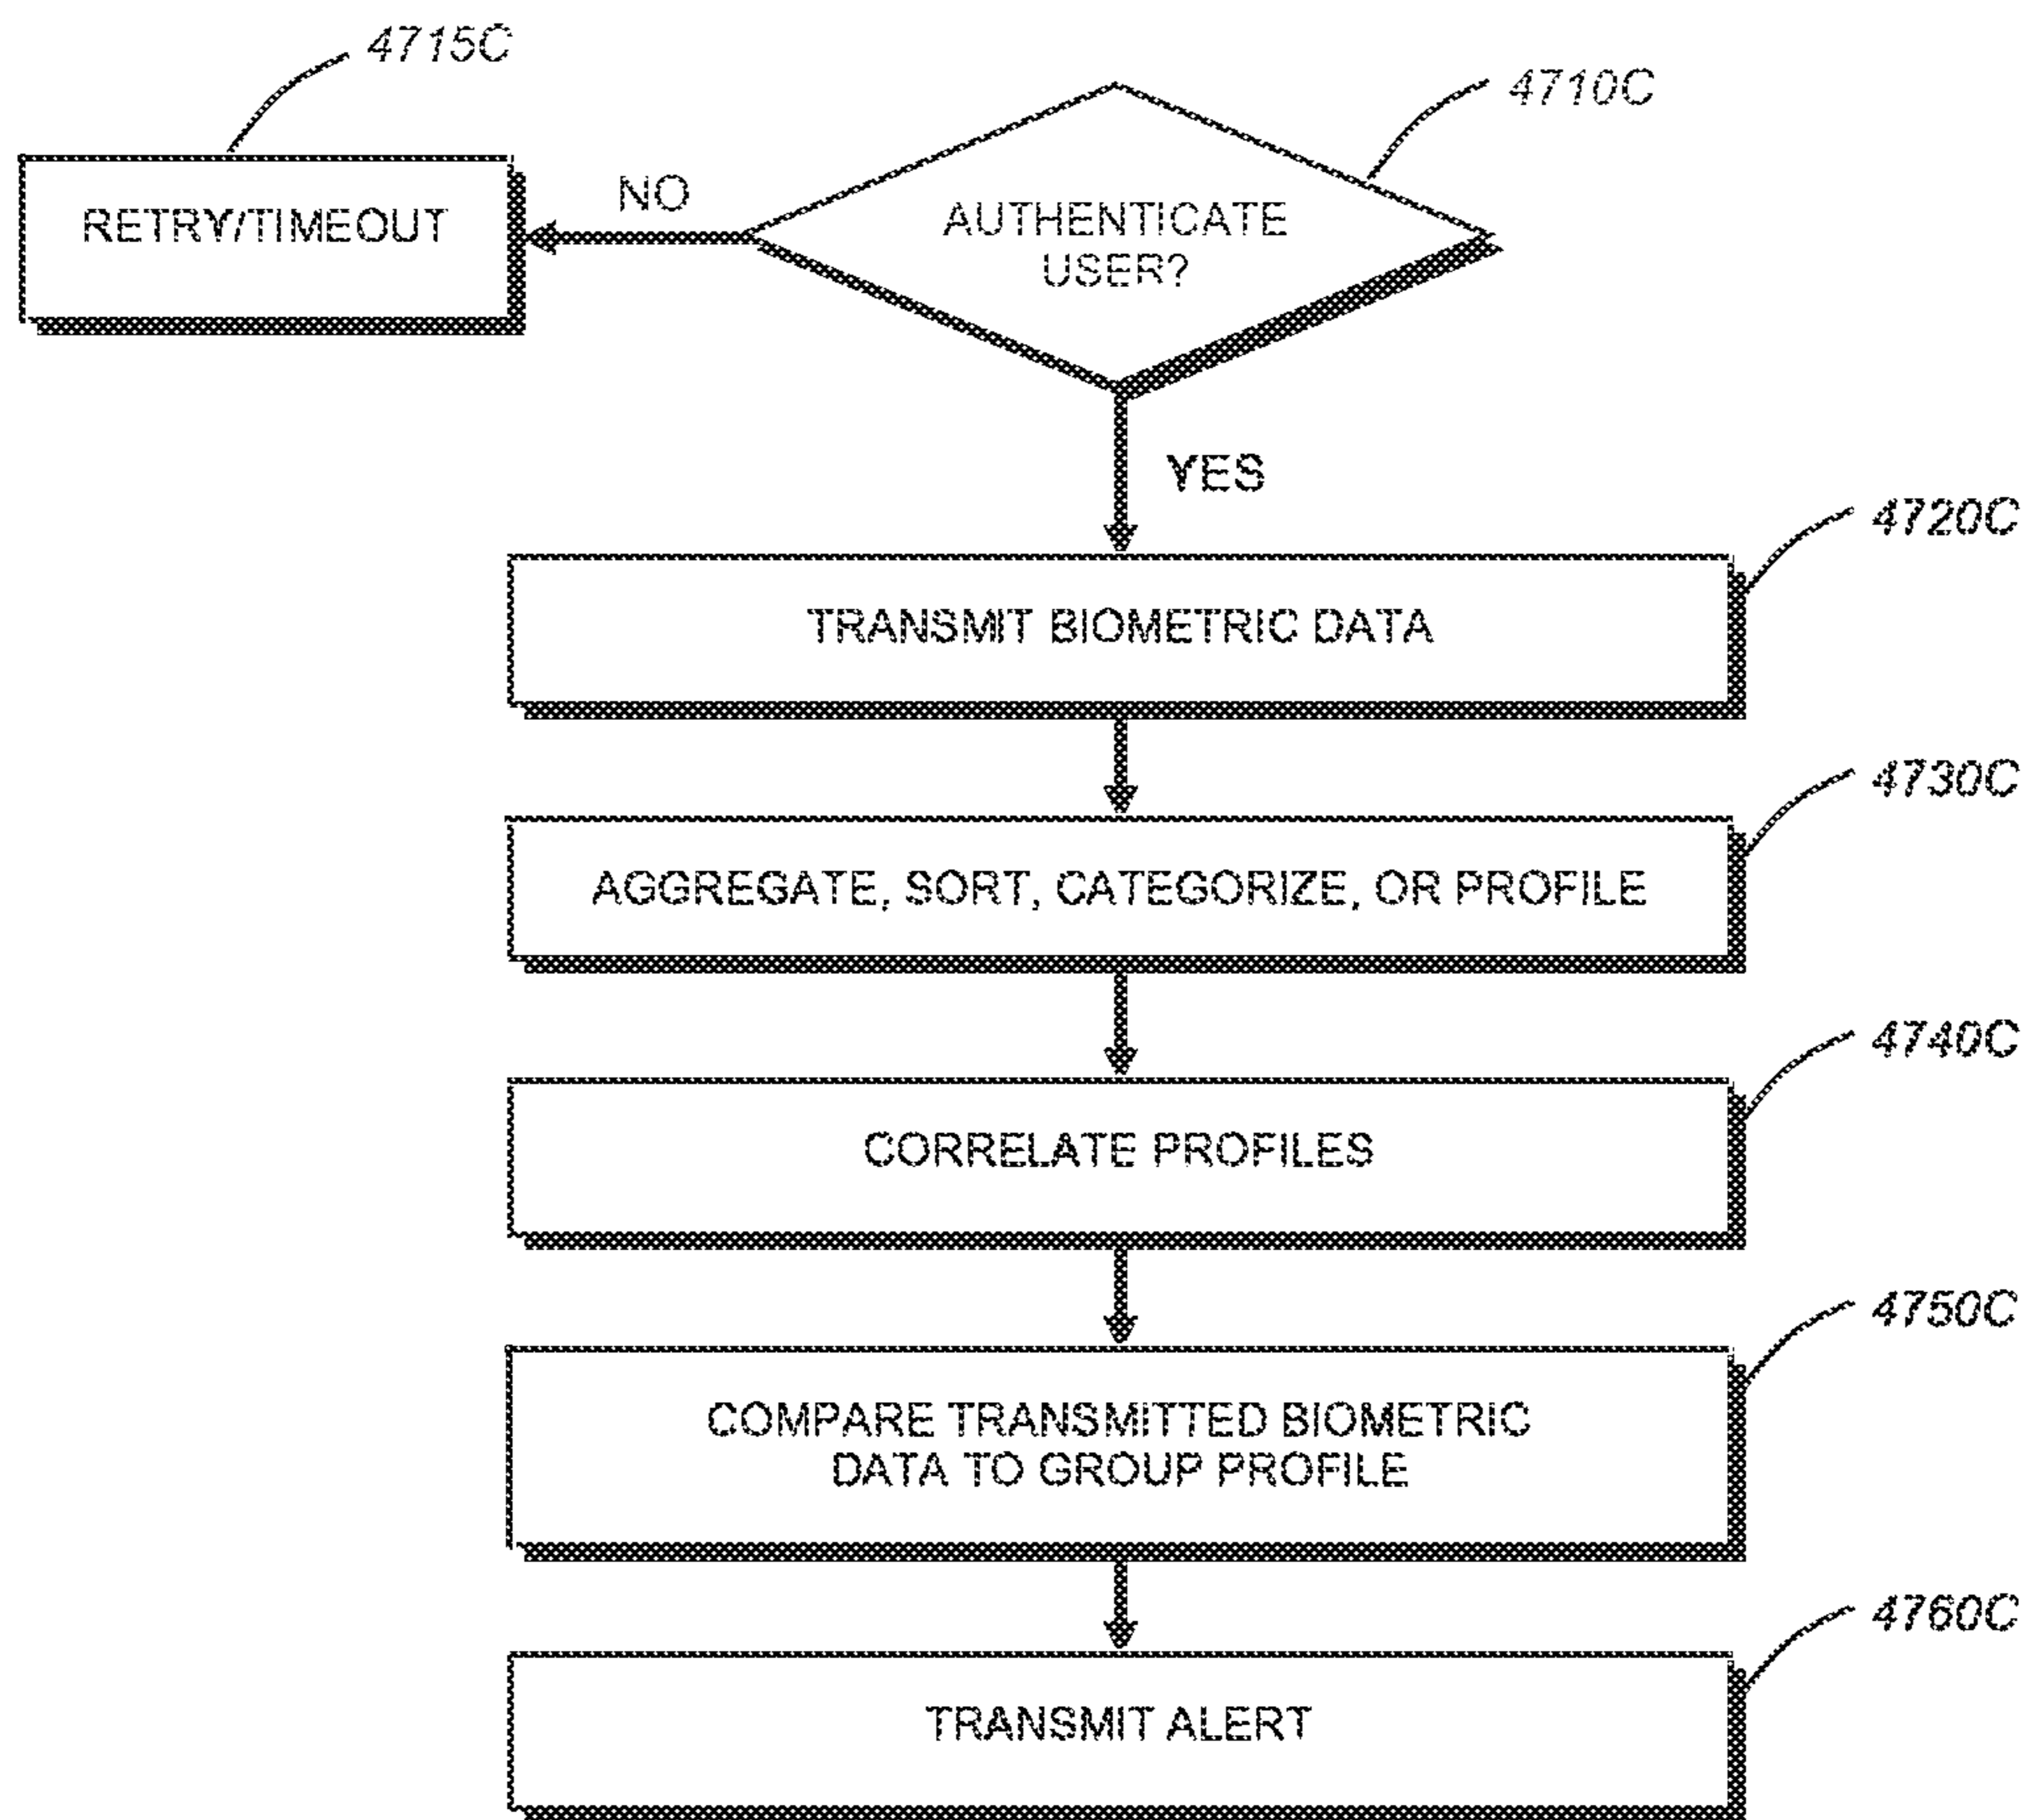 4715C
4710C
RETRY/TIMEOUT
NO
AUTHENTICATE
USER?
YES
4720C
TRANSMIT BIOMETRIC DATA
4730C
AGGREGATE, SORT, CATEGORIZE, OR PROFILE
4740C
CORRELATE PROFILES
4750C
COMPARE TRANSMITTED BIOMETRIC
DATA TO GROUP PROFILE
4760C
TRANSMIT ALERT